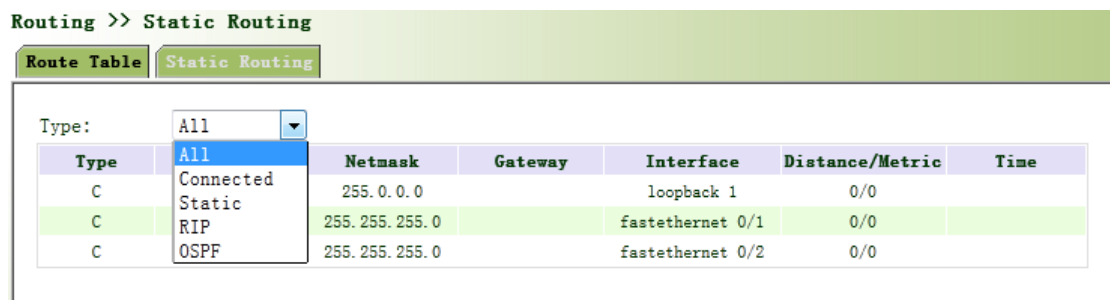 Routing >> Static Routing
Route Table Static Routing
Type: All
Type Netmask Gateway Interface Distance/Metric Time
All
Connected
Static
RIP
OSPF
C 255.0.0.0 loopback 1 0/0
C 255.255.255.0 fastethernet 0/1 0/0
C 255.255.255.0 fastethernet 0/2 0/0